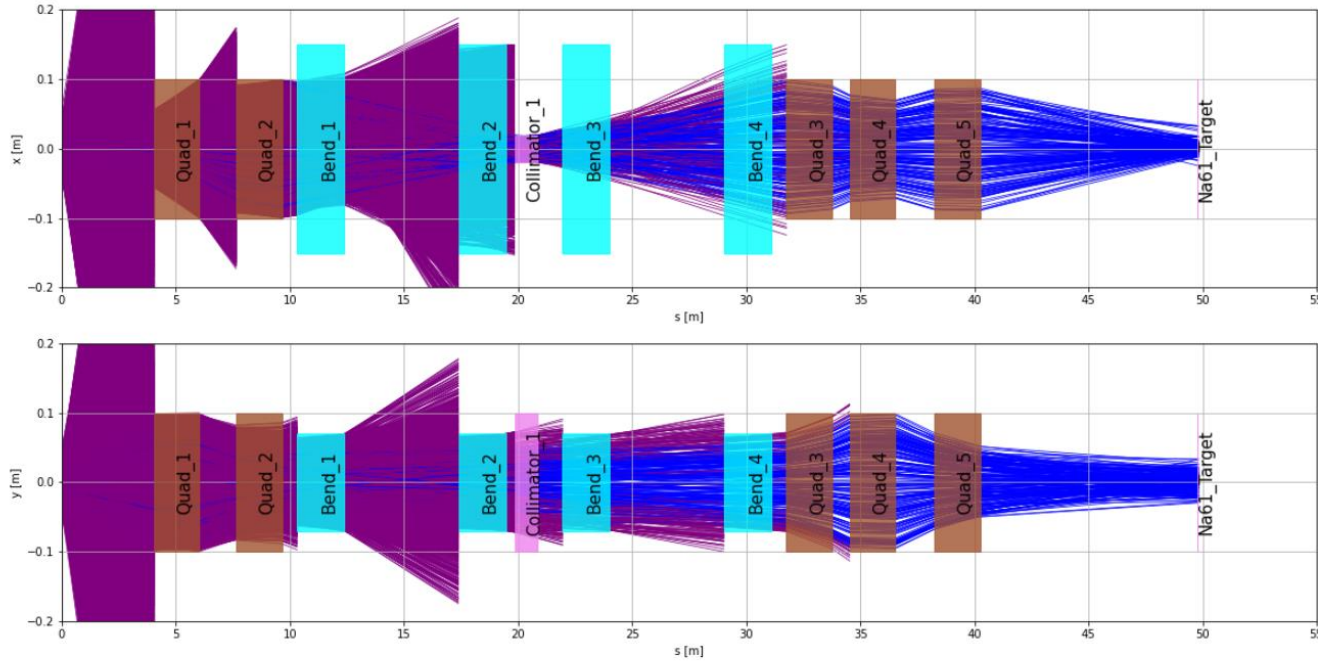 0.2
0.1
0.0
−0.1
−0.2
x [m]
Quad_1
Quad_2
Bend_1
Bend_2
Collimator_1
Bend_3
Bend_4
Quad_3
Quad_4
Quad_5
Na61_Target
0 5 10 15 20 25 30 35 40 45 50 55
s [m]
0.2
0.1
0.0
−0.1
−0.2
y [m]
Quad_1
Quad_2
Bend_1
Bend_2
Collimator_1
Bend_3
Bend_4
Quad_3
Quad_4
Quad_5
Na61_Target
0 5 10 15 20 25 30 35 40 45 50 55
s [m]